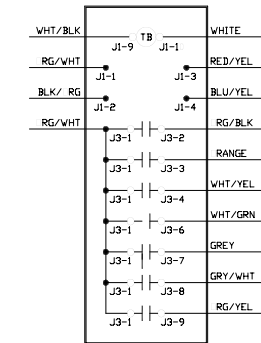 WHT/BLK TB WHITE
J1-9 J1-1
RG/WHT RED/YEL
J1-1 J1-3
BLK/ RG BLU/YEL
J1-2 J1-4
RG/WHT RG/BLK
J3-1 J3-2
RANGE
J3-1 J3-3
WHT/YEL
J3-1 J3-4
WHT/GRN
J3-1 J3-6
GREY
J3-1 J3-7
GRY/WHT
J3-1 J3-8
RG/YEL
J3-1 J3-9